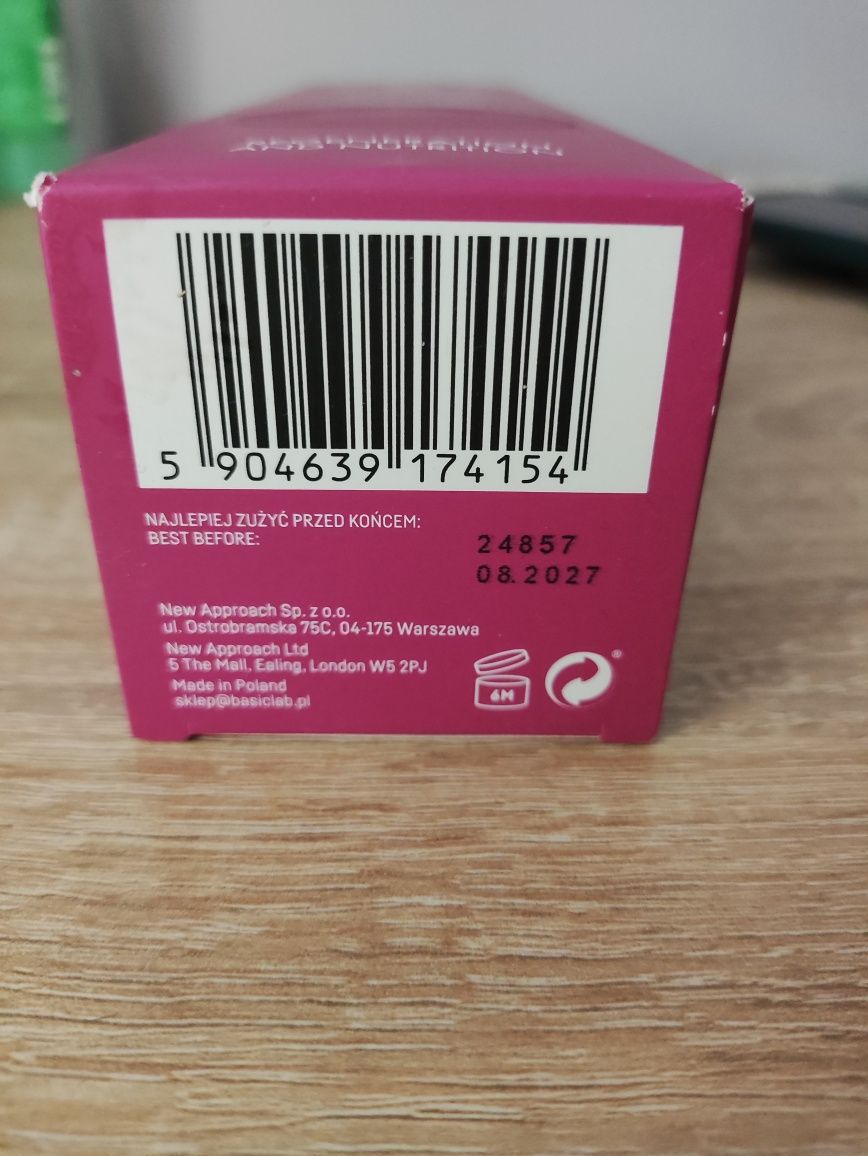 AND NUTRITION
5 904639 174154
NAJLEPIEJ ZUŻYĆ PRZED KOŃCEM:
BEST BEFORE:
24857
08.2027
New Approach Sp. z o.o.
ul. Ostrobramska 75C, 04-175 Warszawa
New Approach Ltd
5 The Mall, Ealing, London W5 2PJ
Made in Poland
sklep@basiclab.pl
6M
®